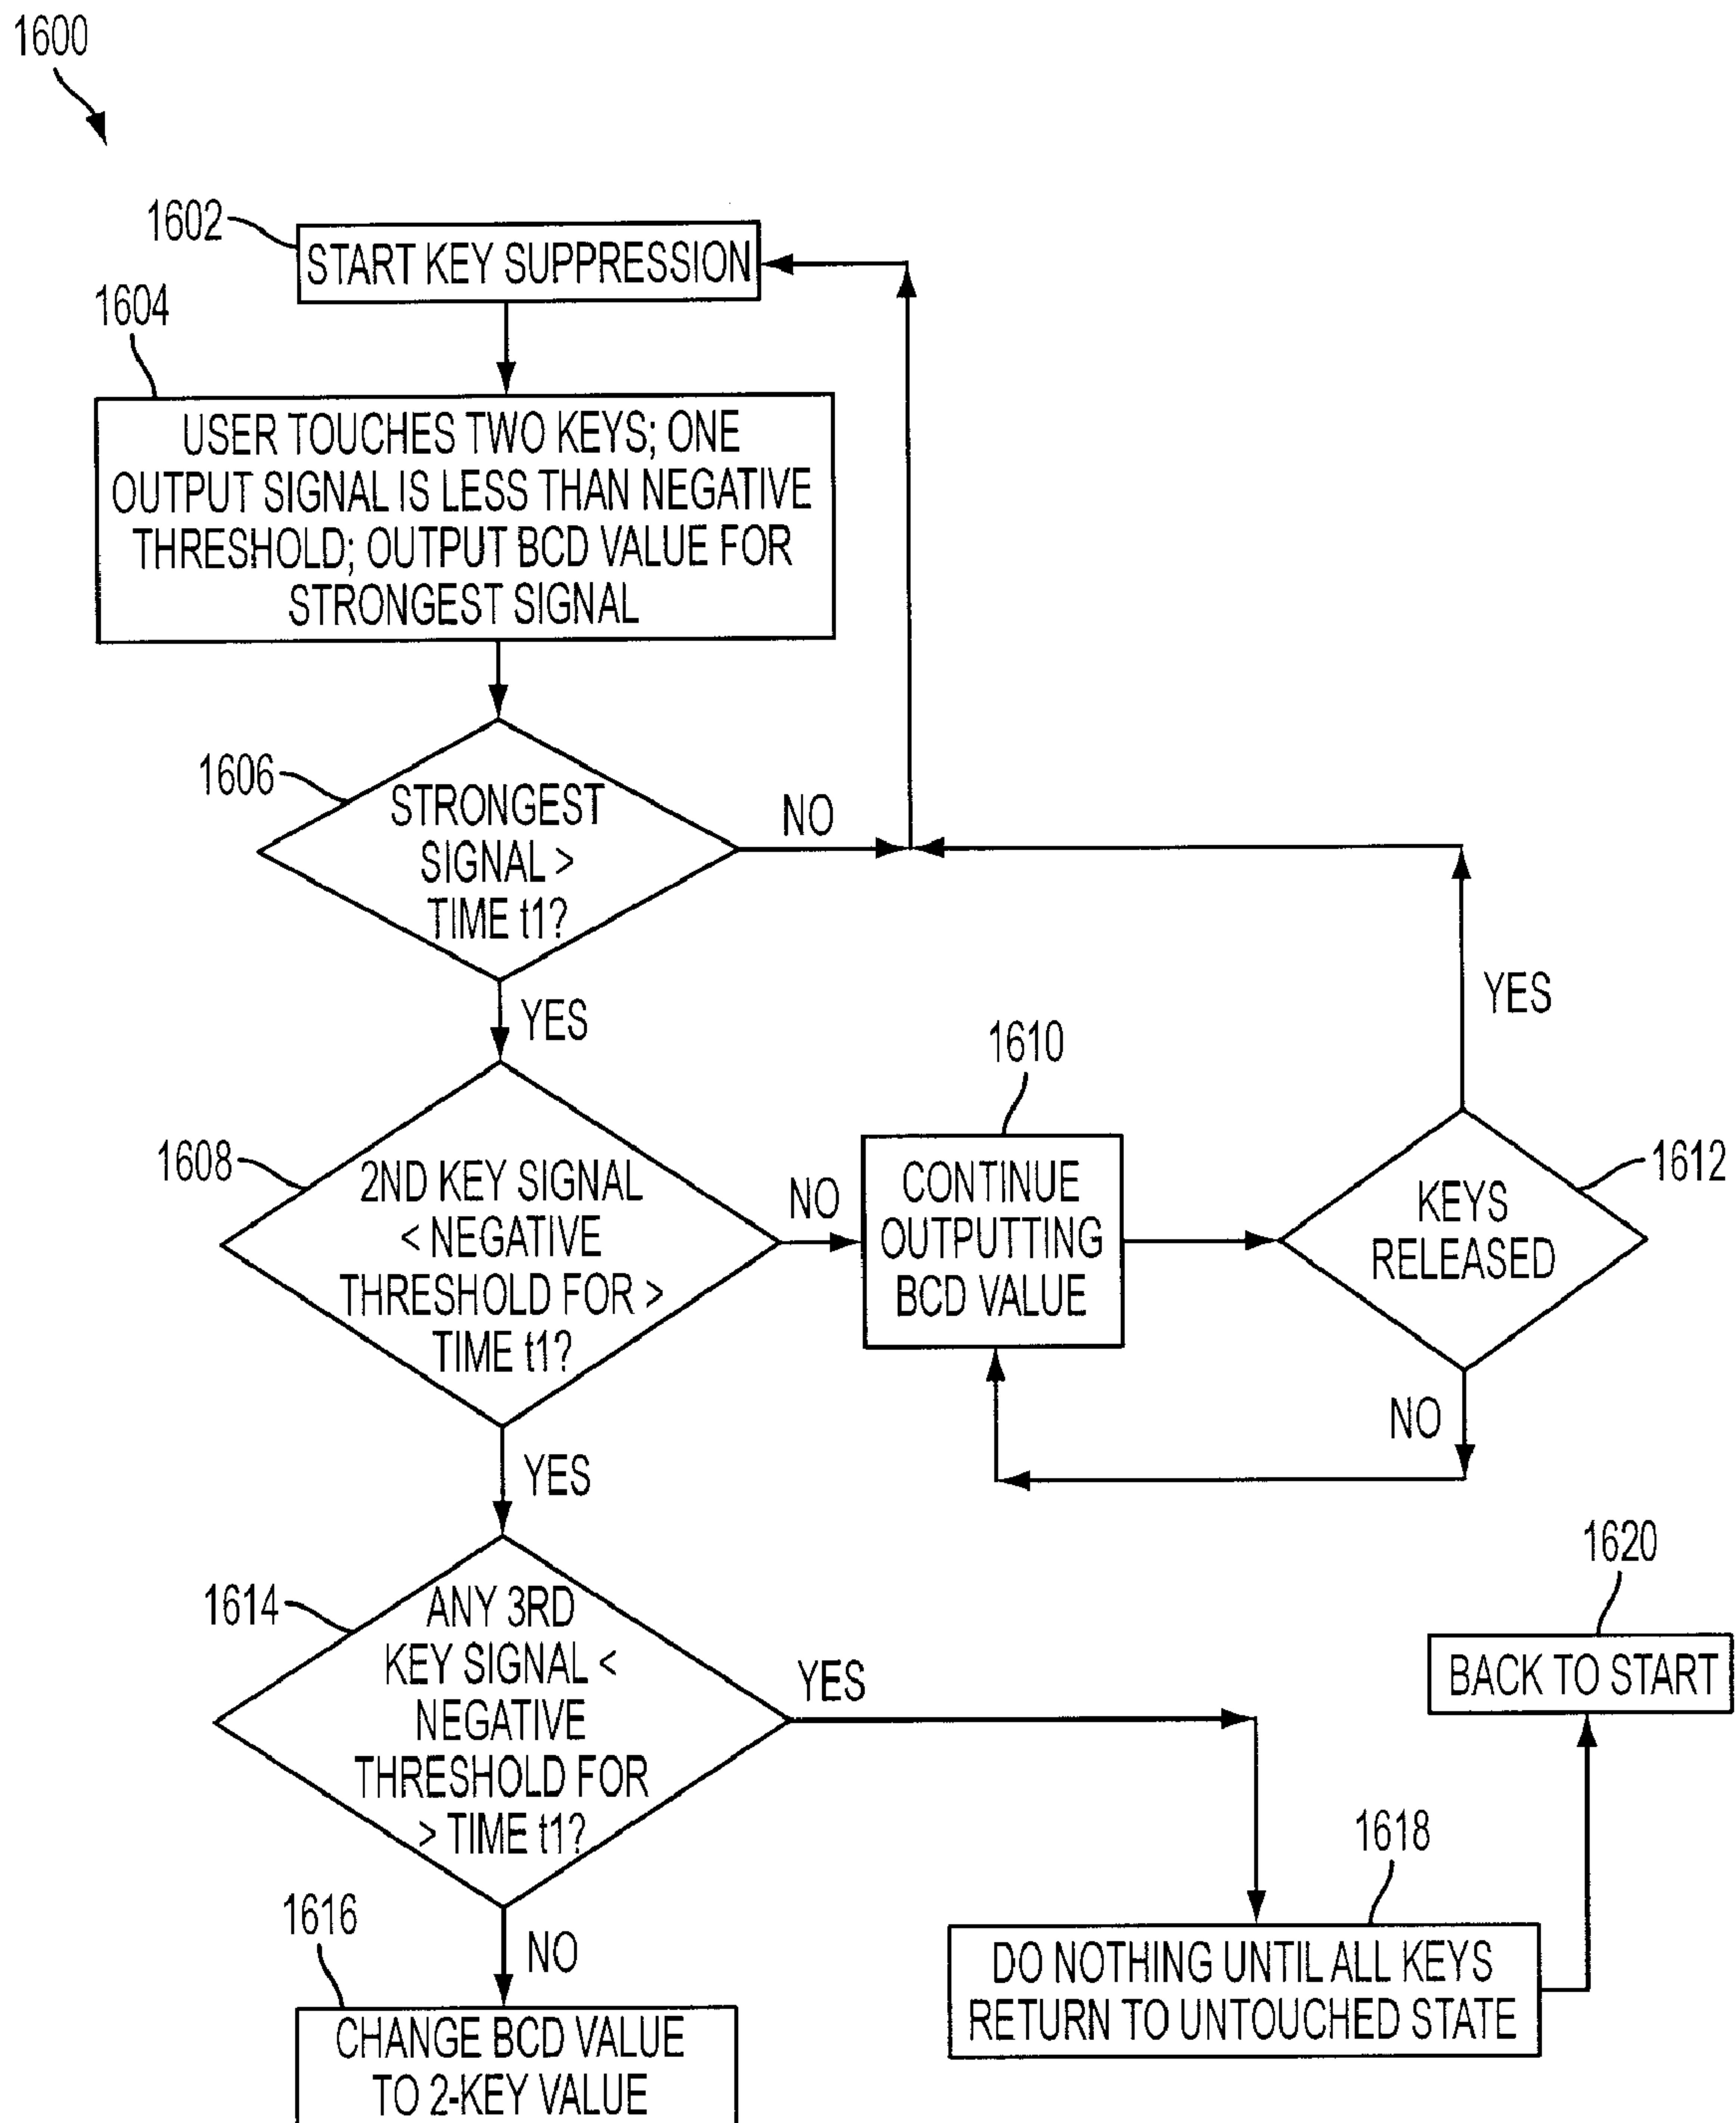 1600
1602
START KEY SUPPRESSION
1604
USER TOUCHES TWO KEYS; ONE
OUTPUT SIGNAL IS LESS THAN NEGATIVE
THRESHOLD; OUTPUT BCD VALUE FOR
STRONGEST SIGNAL
1606
STRONGEST
SIGNAL >
TIME t1?
NO
YES
1608
2ND KEY SIGNAL
< NEGATIVE
THRESHOLD FOR >
TIME t1?
NO
1610
CONTINUE
OUTPUTTING
BCD VALUE
1612
KEYS
RELEASED
YES
NO
YES
1614
ANY 3RD
KEY SIGNAL <
NEGATIVE
THRESHOLD FOR
> TIME t1?
YES
NO
1616
CHANGE BCD VALUE
TO 2-KEY VALUE
1618
DO NOTHING UNTIL ALL KEYS
RETURN TO UNTOUCHED STATE
1620
BACK TO START